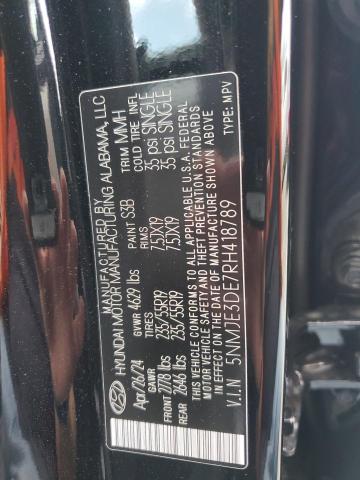 MANUFACTURED BY
HYUNDAI MOTOR MANUFACTURING ALABAMA, LLC
Apr/26/24 GVWR 4629 lbs PAINT S3B TRIM MMH
GAWR TIRES COLD TIRE INFL
FRONT 2778 lbs 235/55R19 7.5JX19 35 psi SINGLE
REAR 2646 lbs 235/55R19 7.5JX19 35 psi SINGLE
THIS VEHICLE CONFORMS TO ALL APPLICABLE U.S.A. FEDERAL
MOTOR VEHICLE SAFETY, BUMPER, AND THEFT PREVENTION
STANDARDS IN EFFECT ON THE DATE OF MANUFACTURE SHOWN ABOVE
V.I.N 5NMJE3DE7RH418789 TYPE: MPV